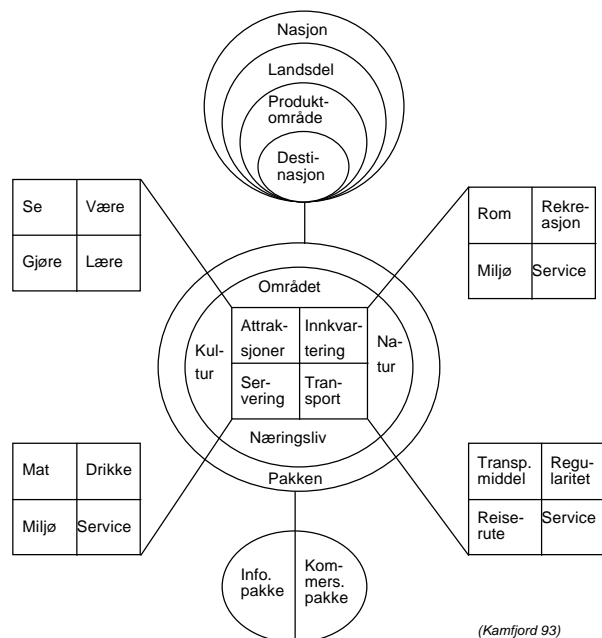 Nasjon
Landsdel
Produkt-
område
Desti-
nasjon
Se
Være
Gjøre
Lære
Rom
Rekre-
asjon
Miljø
Service
Området
Kul-
tur
Attrak-
sjoner
Innkvar-
tering
Ser-
vering
Tran-
sport
Na-
tur
Næringsliv
Pakken
Mat
Drikke
Miljø
Service
Transp.
middel
Regu-
laritet
Reise-
rute
Service
Info.
pakke
Kom-
mers.
pakke
(Kamfjord 93)